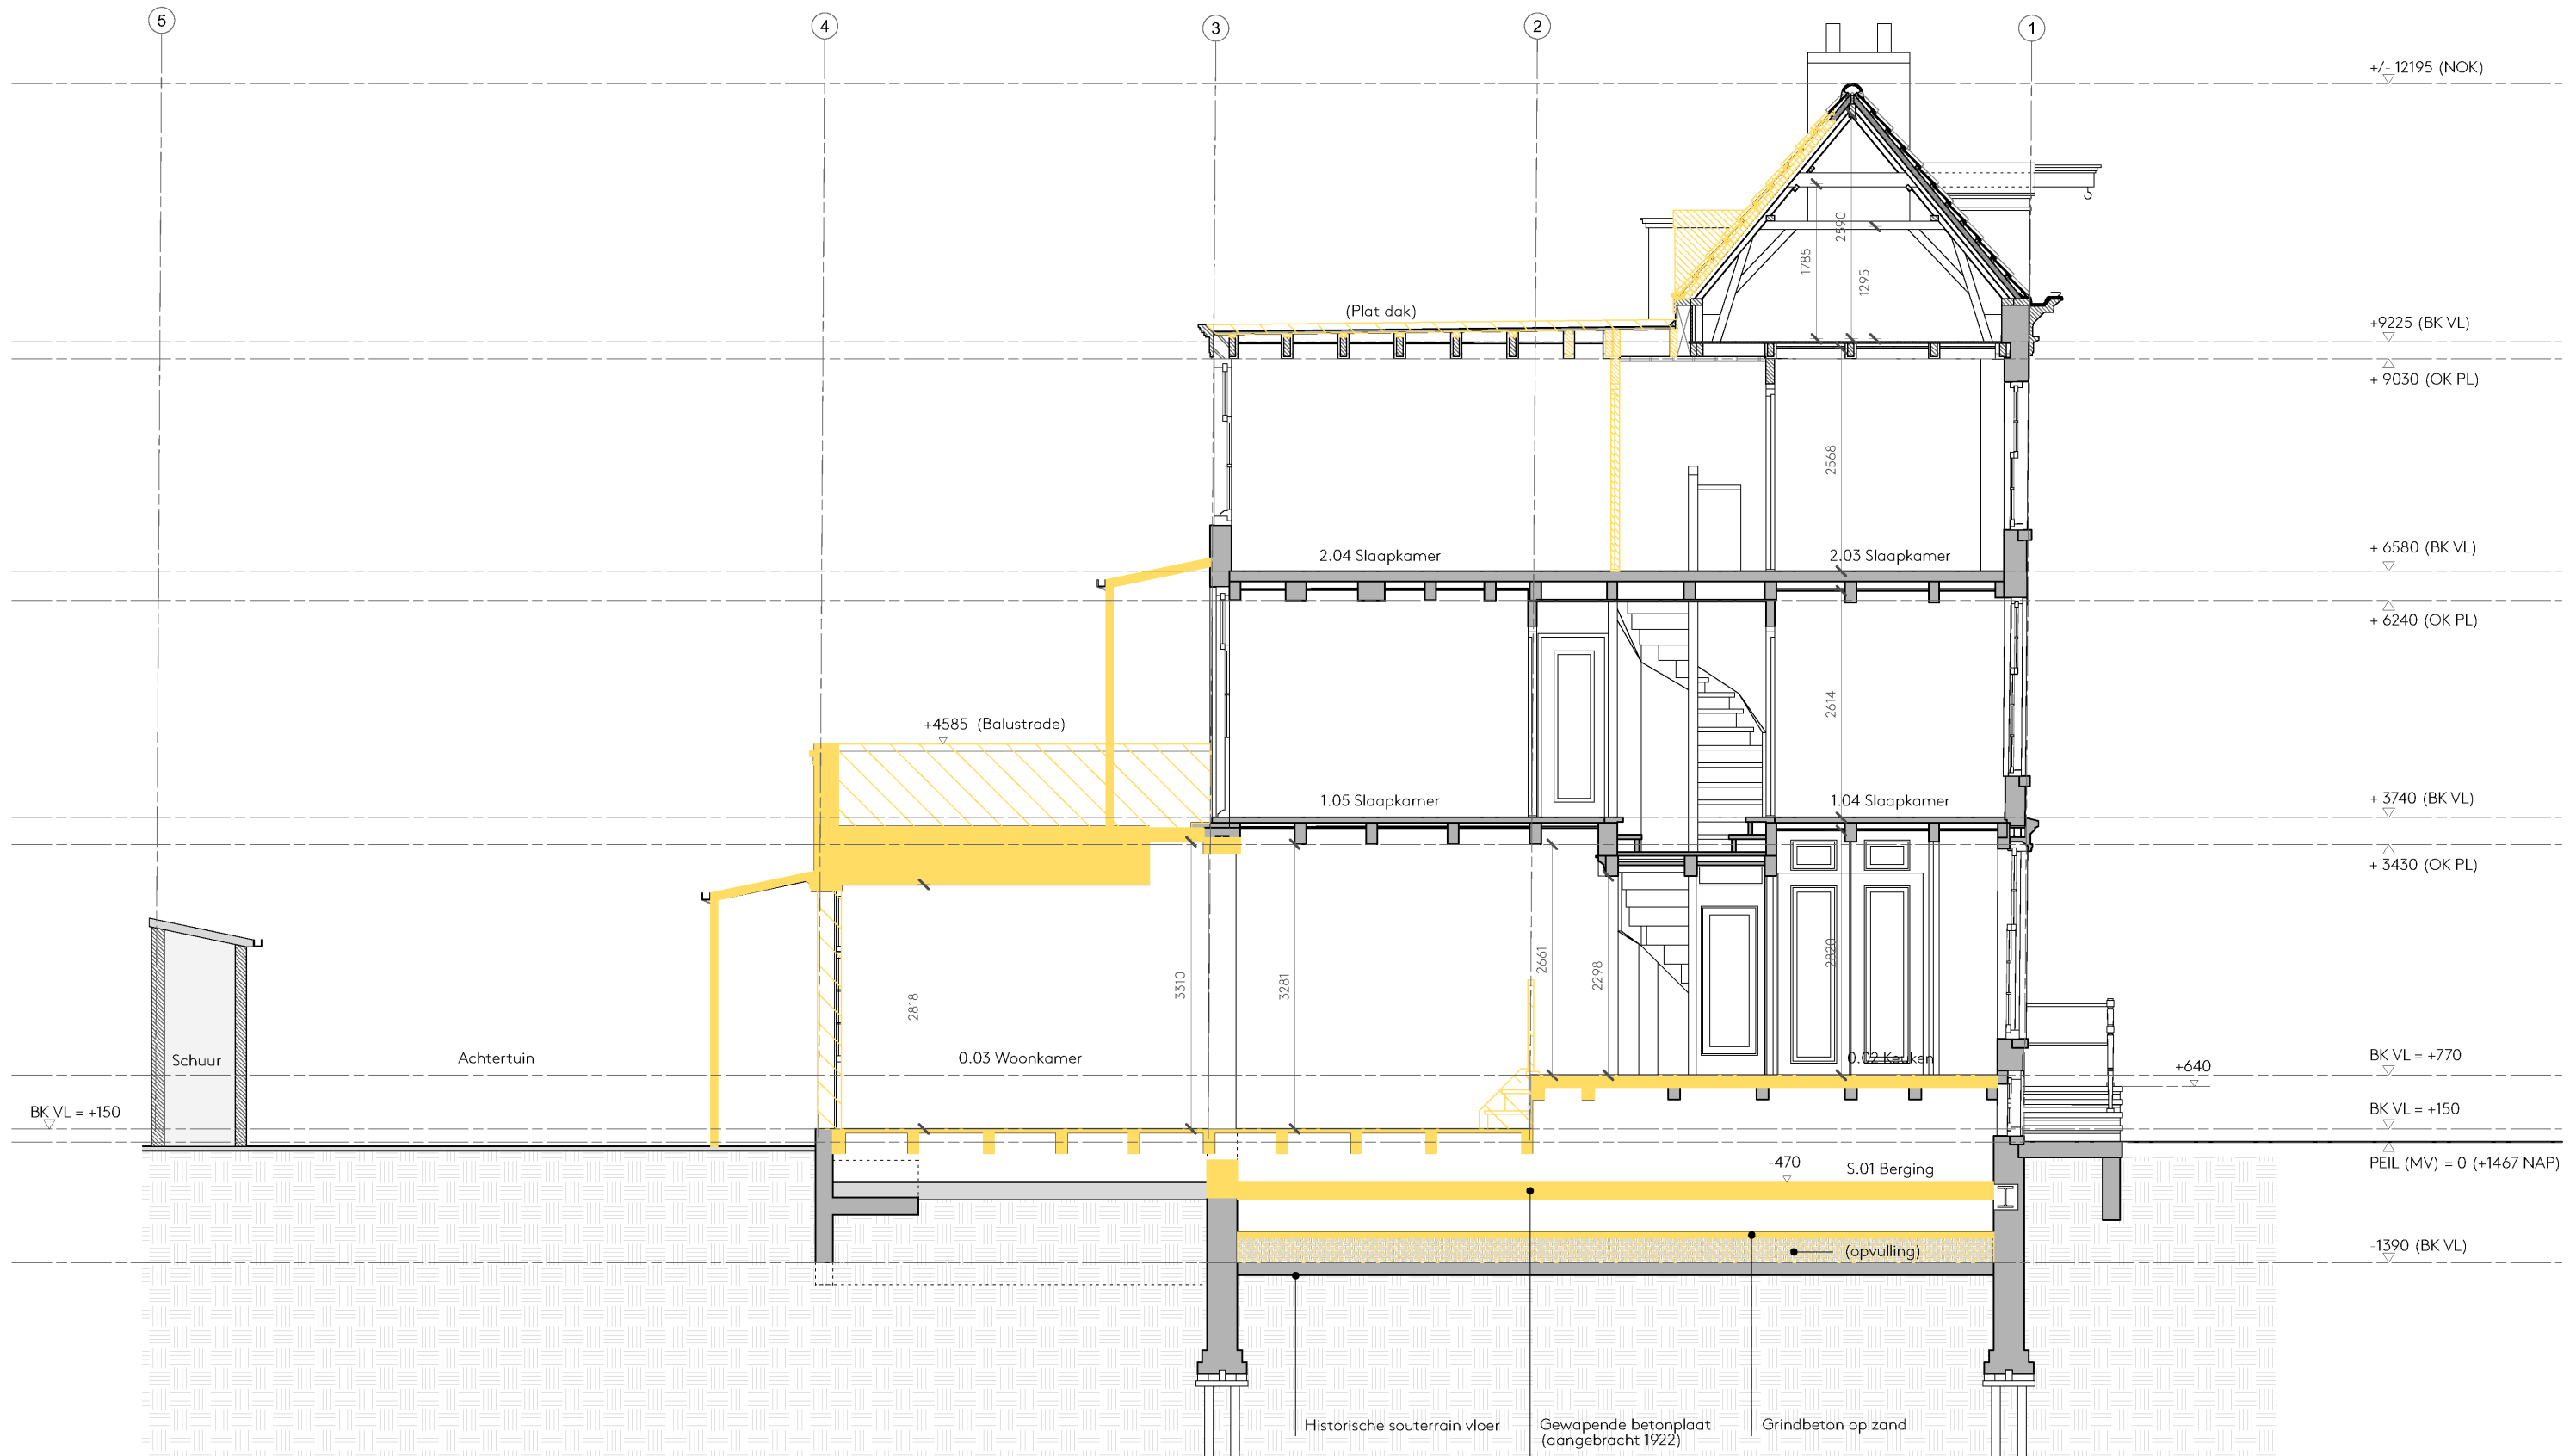 5
4
3
2
1
+/- 12195 (NOK)
2590
1785
1295
(Plat dak)
+9225 (BK VL)
+ 9030 (OK PL)
2568
2.04 Slaapkamer
2.03 Slaapkamer
+ 6580 (BK VL)
+ 6240 (OK PL)
2614
+4585 (Balustrade)
1.05 Slaapkamer
1.04 Slaapkamer
+ 3740 (BK VL)
+ 3430 (OK PL)
2818
3310
3281
2661
2298
2820
Schuur
Achtertuin
0.03 Woonkamer
0.02 Keuken
BK VL = +770
+640
BK VL = +150
BK VL = +150
PEIL (MV) = 0 (+1467 NAP)
-470
S.01 Berging
(opvulling)
-1390 (BK VL)
Historische souterrain vloer
Gewapende betonplaat
(aangebracht 1922)
Grindbeton op zand